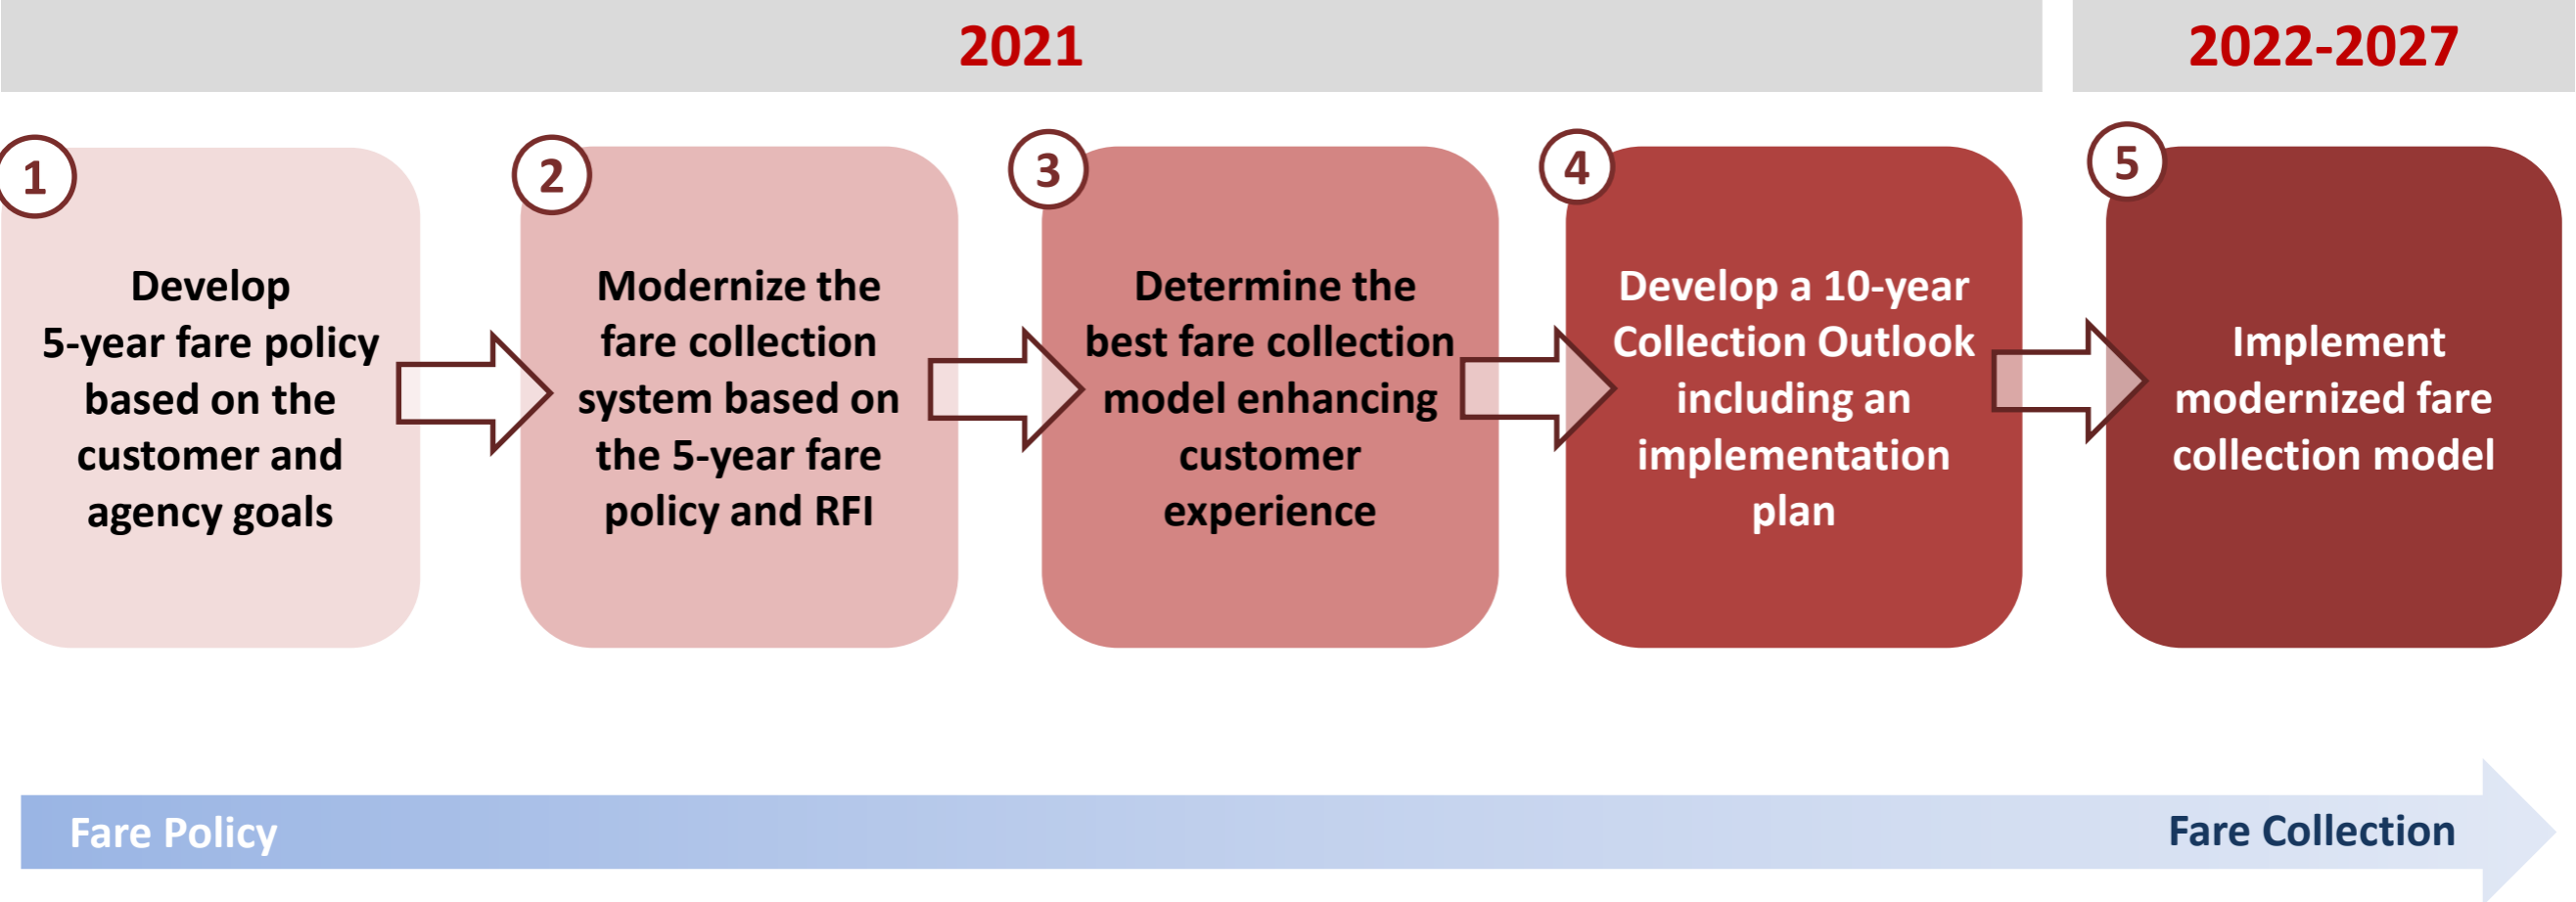 2021
2022-2027
1
Develop
5-year fare policy
based on the
customer and
agency goals
2
Modernize the
fare collection
system based on
the 5-year fare
policy and RFI
3
Determine the
best fare collection
model enhancing
customer
experience
4
Develop a 10-year
Collection Outlook
including an
implementation
plan
5
Implement
modernized fare
collection model
Fare Policy
Fare Collection